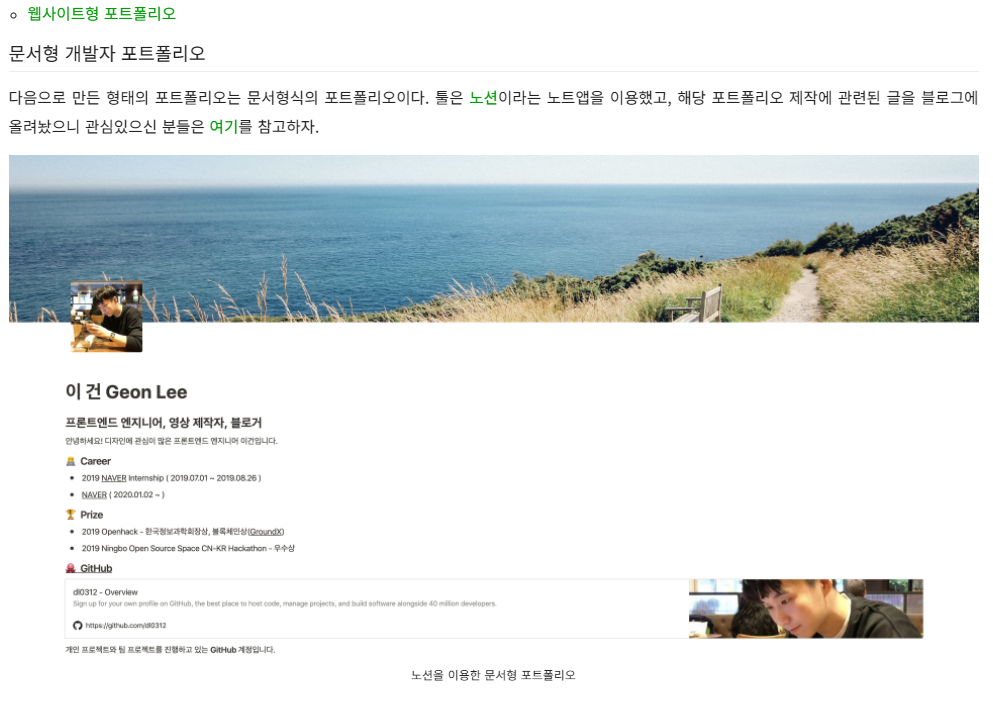 웹사이트형 포트폴리오
문서형 개발자 포트폴리오
다음으로 만든 형태의 포트폴리오는 문서형식의 포트폴리오이다. 툴은 노션이라는 노트앱을 이용했고, 해당 포트폴리오 제작에 관련된 글을 블로그에
올려놨으니 관심있으신 분들은 여기를 참고하자.
이 건 Geon Lee
프론트엔드 엔지니어, 영상 제작자, 블로거
안녕하세요! 디자인에 관심이 많은 프론트엔드 엔지니어 이건입니다.
Career
2019 NAVER Internship ( 2019.07.01 ~ 2019.08.26 )
NAVER ( 2020.01.02 ~ )
Prize
2019 Openhack - 한국정보과학회장상, 블록체인상(GroundX)
2019 Ningbo Open Source Space CN-KR Hackathon - 우수상
GitHub
dl0312 - Overview
Sign up for your own profile on GitHub, the best place to host code, manage projects, and build software alongside 40 million developers.
https://github.com/dl0312
개인 프로젝트와 팀 프로젝트를 진행하고 있는 GitHub 계정입니다.
노션을 이용한 문서형 포트폴리오